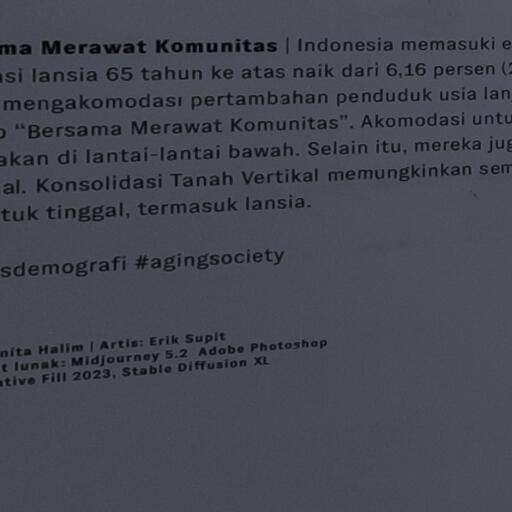 ma Merawat Komunitas | Indonesia memasuki e
asi lansia 65 tahun ke atas naik dari 6,16 persen (2
mengakomodasi pertambahan penduduk usia lan
"Bersama Merawat Komunitas". Akomodasi untu
akan di lantai-lantai bawah. Selain itu, mereka jug
al. Konsolidasi Tanah Vertikal memungkinkan sem
tuk tinggal, termasuk lansia.
sdemografi #agingsociety
nita Halim | Artis: Erik Supit
t lunak: Midjourney 5.2 Adobe Photoshop
ative Fill 2023, Stable Diffusion XL